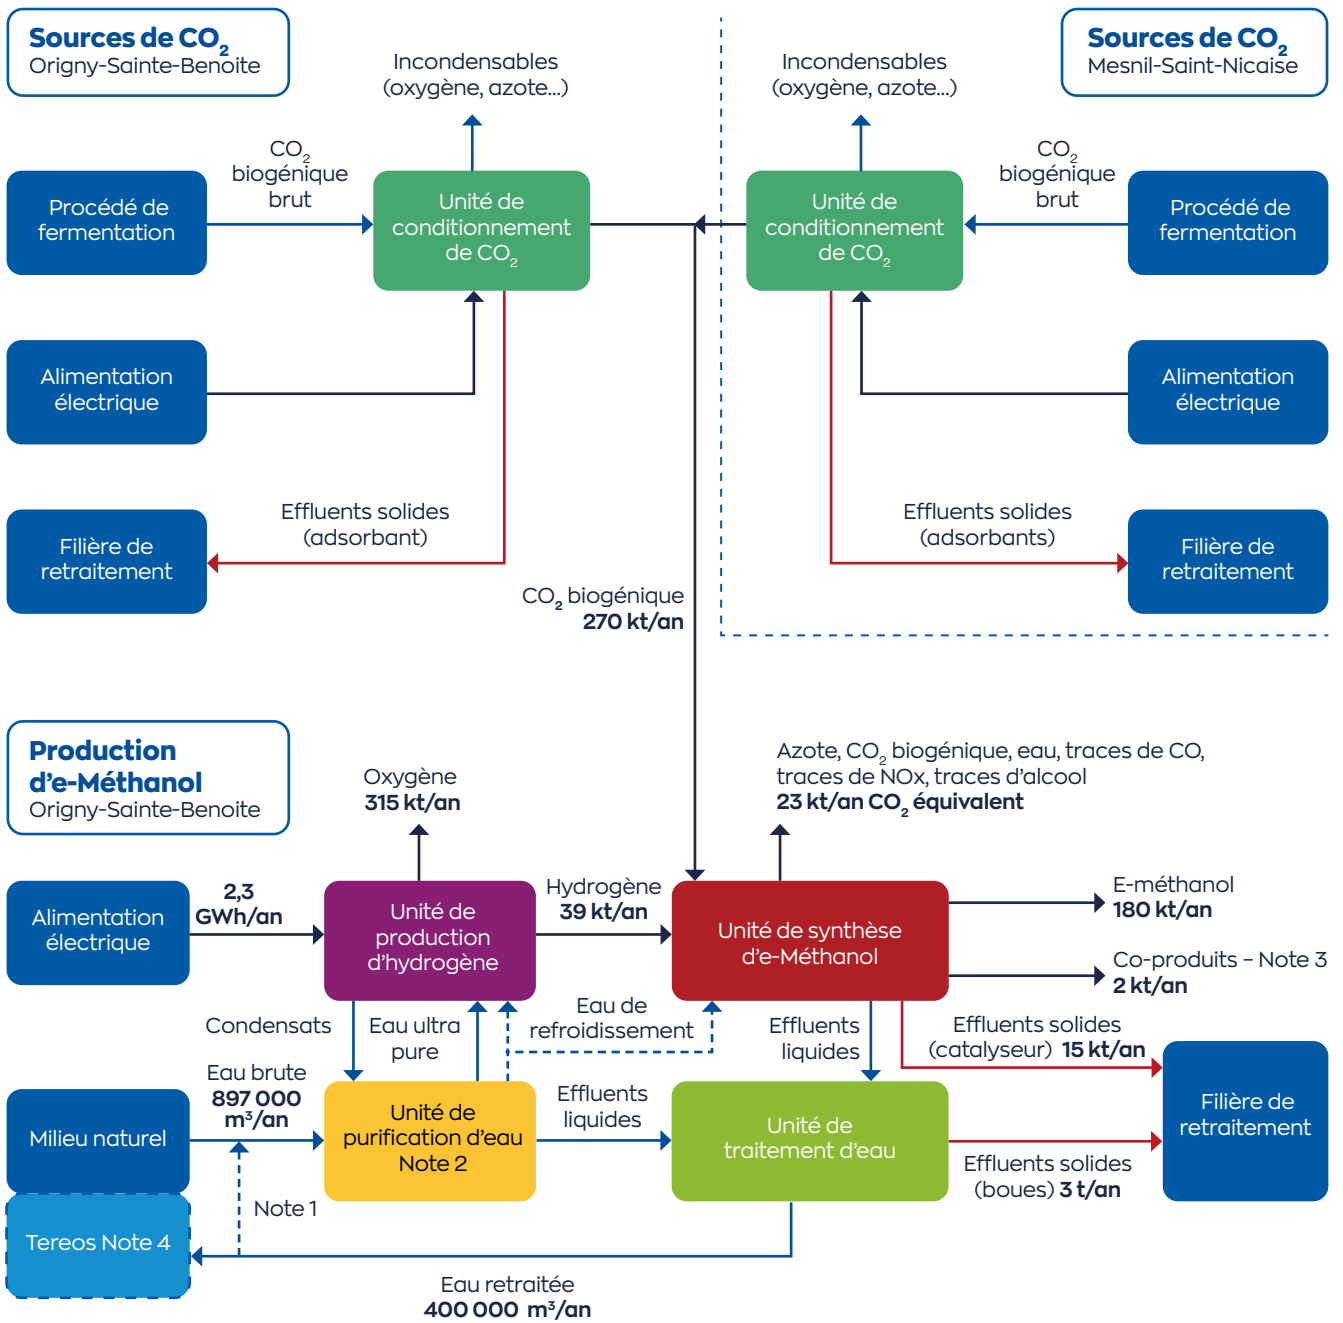 Sources de CO₂
Origny-Sainte-Benoite
Sources de CO₂
Mesnil-Saint-Nicaise
Incondensables
(oxygène, azote...)
Incondensables
(oxygène, azote...)
Procédé de
fermentation
CO₂
biogénique
brut
Unité de
conditionnement
de CO₂
Unité de
conditionnement
de CO₂
CO₂
biogénique
brut
Procédé de
fermentation
Alimentation
électrique
Alimentation
électrique
Filière de
retraitement
Effluents solides
(adsorbant)
Effluents solides
(adsorbants)
Filière de
retraitement
CO₂ biogénique
270 kt/an
Production
d'e-Méthanol
Origny-Sainte-Benoite
Oxygène
315 kt/an
Azote, CO₂ biogénique, eau, traces de CO,
traces de NOx, traces d'alcool
23 kt/an CO₂ équivalent
Alimentation
électrique
2,3
GWh/an
Unité de
production
d'hydrogène
Hydrogène
39 kt/an
Unité de synthèse
d'e-Méthanol
E-méthanol
180 kt/an
Co-produits – Note 3
2 kt/an
Condensats
Eau ultra
pure
Eau de
refroidissement
Effluents
liquides
Effluents solides
(catalyseur) 15 kt/an
Milieu naturel
Eau brute
897 000
m³/an
Unité de
purification d'eau
Note 2
Effluents
liquides
Unité de
traitement d'eau
Effluents solides
(boues) 3 t/an
Filière de
retraitement
Note 1
Tereos Note 4
Eau retraitée
400 000 m³/an